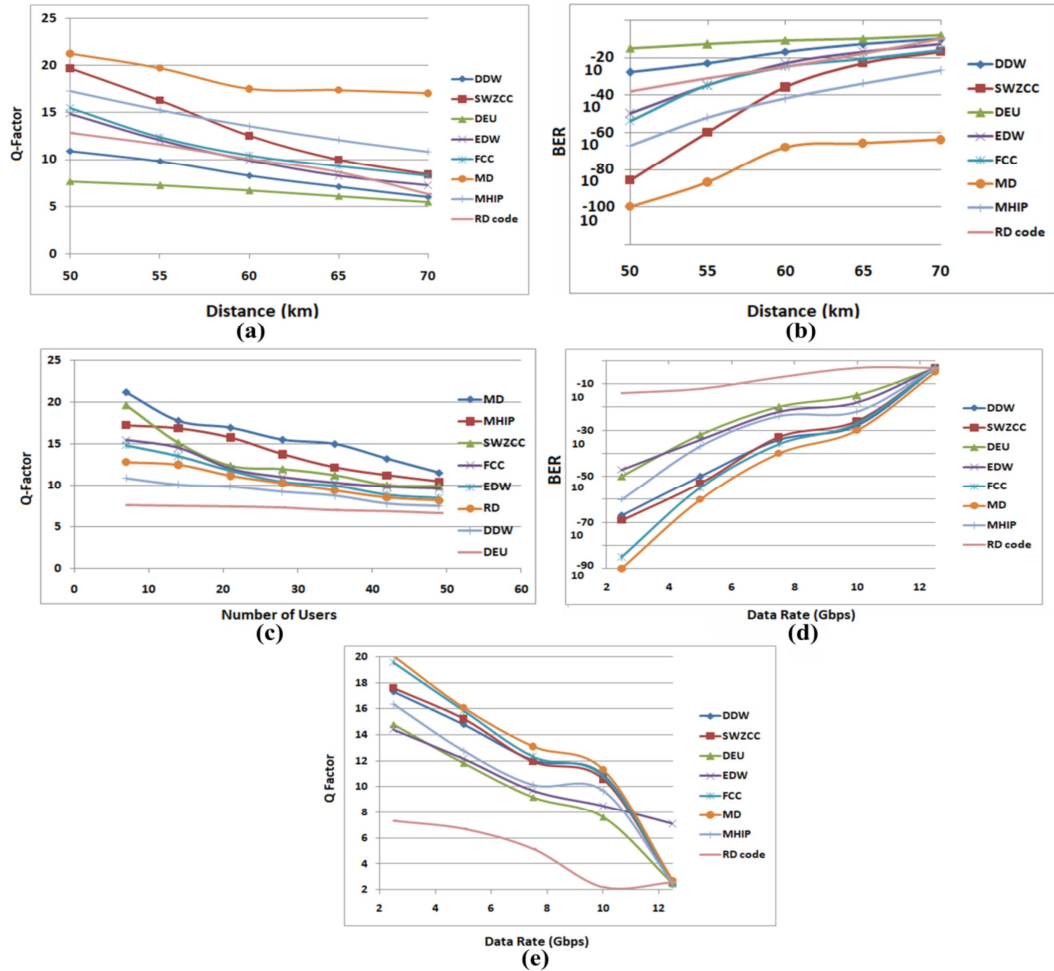 25
20
15
10
5
0
Q-Factor
50 55 60 65 70
Distance (km)
DDW
SWZCC
DEU
EDW
FCC
MD
MHIP
RD code
(a)
-20
10
-40
10
-60
10
-80
10
-100
10
BER
50 55 60 65 70
Distance (km)
DDW
SWZCC
DEU
EDW
FCC
MD
MHIP
RD code
(b)
25
20
15
10
5
0
Q-Factor
0 10 20 30 40 50 60
Number of Users
MD
MHIP
SWZCC
FCC
EDW
RD
DDW
DEU
(c)
-10
10
-30
10
-50
10
-70
10
-90
10
BER
2 4 6 8 10 12
Data Rate (Gbps)
DDW
SWZCC
DEU
EDW
FCC
MD
MHIP
RD code
(d)
20
18
16
14
12
10
8
6
4
2
Q Factor
2 4 6 8 10 12
Data Rate (Gbps)
DDW
SWZCC
DEU
EDW
FCC
MD
MHIP
RD code
(e)